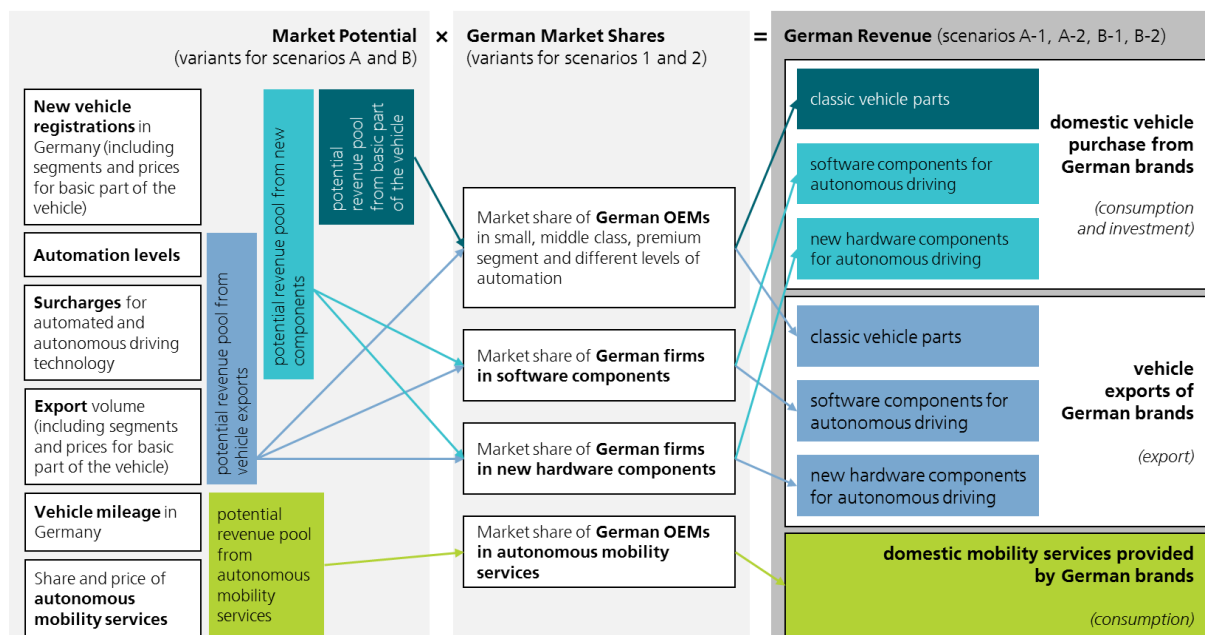 Market Potential
(variants for scenarios A and B)
×
German Market Shares
(variants for scenarios 1 and 2)
=
German Revenue (scenarios A-1, A-2, B-1, B-2)
New vehicle
registrations in
Germany (including
segments and prices
for basic part of the
vehicle)
Automation levels
Surcharges for
automated and
autonomous driving
technology
Export volume
(including segments
and prices for basic
part of the vehicle)
Vehicle mileage in
Germany
Share and price of
autonomous
mobility services
potential revenue pool from
vehicle exports
potential revenue pool from new
components
potential
revenue pool
from basic part
of the vehicle
potential
revenue pool
from
autonomous
mobility
services
Market share of German OEMs
in small, middle class, premium
segment and different levels of
automation
Market share of German firms
in software components
Market share of German firms
in new hardware components
Market share of German OEMs
in autonomous mobility
services
classic vehicle parts
software components for
autonomous driving
new hardware components
for autonomous driving
domestic vehicle
purchase from
German brands
(consumption
and investment)
classic vehicle parts
software components for
autonomous driving
new hardware components
for autonomous driving
vehicle
exports of
German brands
(export)
domestic mobility services provided
by German brands
(consumption)